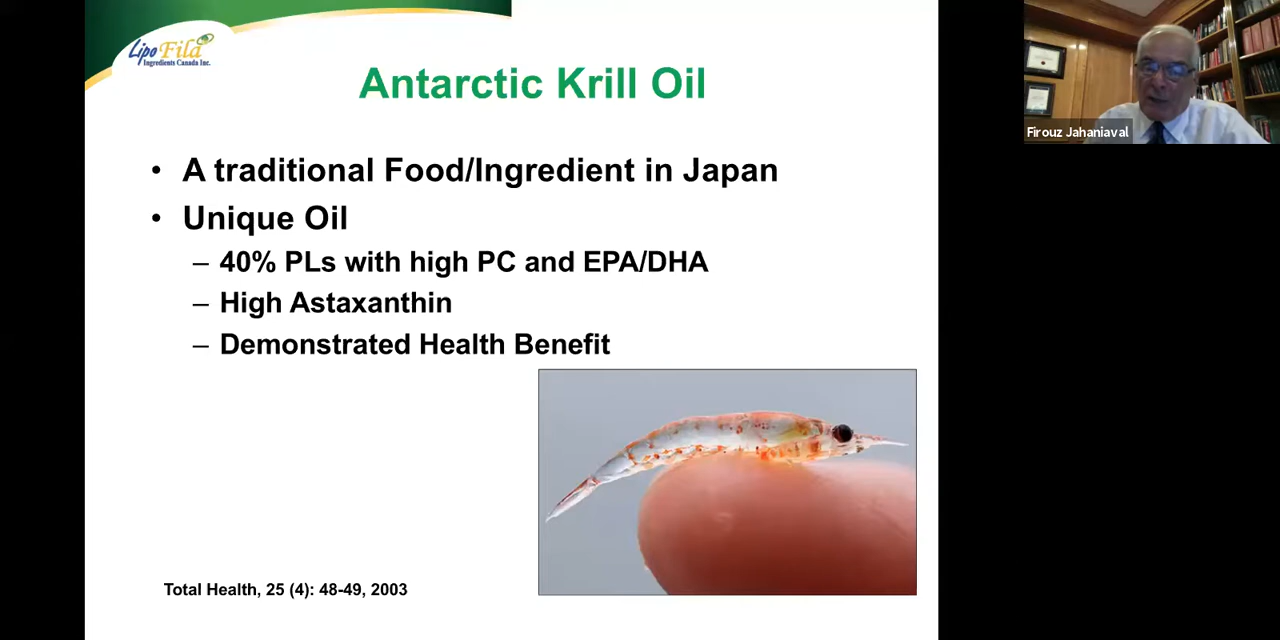 Lipo Fila
Ingredients Canada Inc.
Antarctic Krill Oil
• A traditional Food/Ingredient in Japan
• Unique Oil
– 40% PLs with high PC and EPA/DHA
– High Astaxanthin
– Demonstrated Health Benefit
Total Health, 25 (4): 48-49, 2003
Firouz Jahaniaval